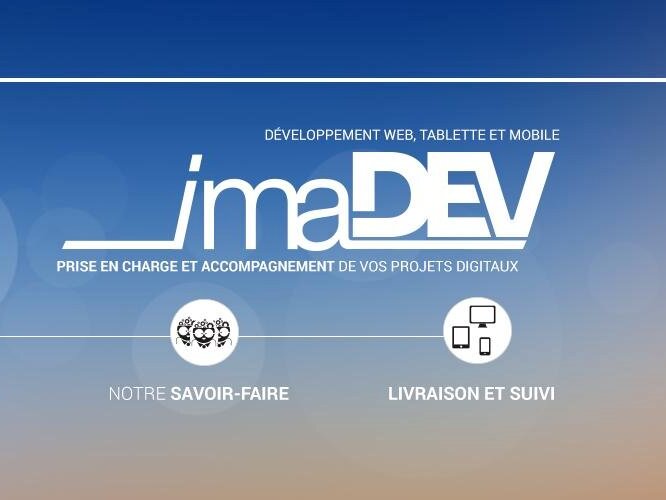 DÉVELOPPEMENT WEB, TABLETTE ET MOBILE
imaDEV
PRISE EN CHARGE ET ACCOMPAGNEMENT DE VOS PROJETS DIGITAUX
NOTRE SAVOIR-FAIRE
LIVRAISON ET SUIVI